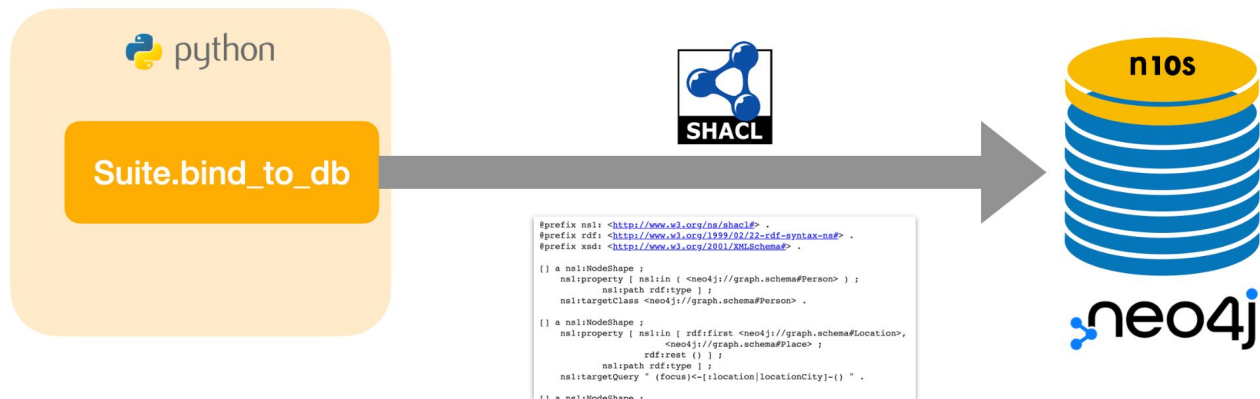 python
Suite.bind_to_db
SHACL
n10s
neo4j
@prefix ns1: <http://www.w3.org/ns/shacl#> .
@prefix rdf: <http://www.w3.org/1999/02/22-rdf-syntax-ns#> .
@prefix xsd: <http://www.w3.org/2001/XMLSchema#> .
[] a ns1:NodeShape ;
ns1:property [ ns1:in ( <neo4j://graph.schema#Person> ) ;
ns1:path rdf:type ] ;
ns1:targetClass <neo4j://graph.schema#Person> .
[] a ns1:NodeShape ;
ns1:property [ ns1:in [ rdf:first <neo4j://graph.schema#Location>,
<neo4j://graph.schema#Place> ;
rdf:rest () ] ;
ns1:path rdf:type ] ;
ns1:targetQuery " (focus)<-[:location|locationCity]-() " .
[] a ns1:NodeShape ;